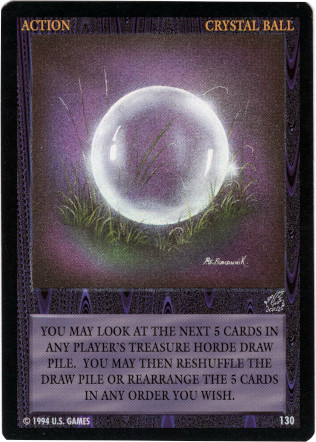 ACTION CRYSTAL BALL
YOU MAY LOOK AT THE NEXT 5 CARDS IN
ANY PLAYER'S TREASURE HORDE DRAW
PILE. YOU MAY THEN RESHUFFLE THE
DRAW PILE OR REARRANGE THE 5 CARDS
IN ANY ORDER YOU WISH.
© 1994 U.S. GAMES 130